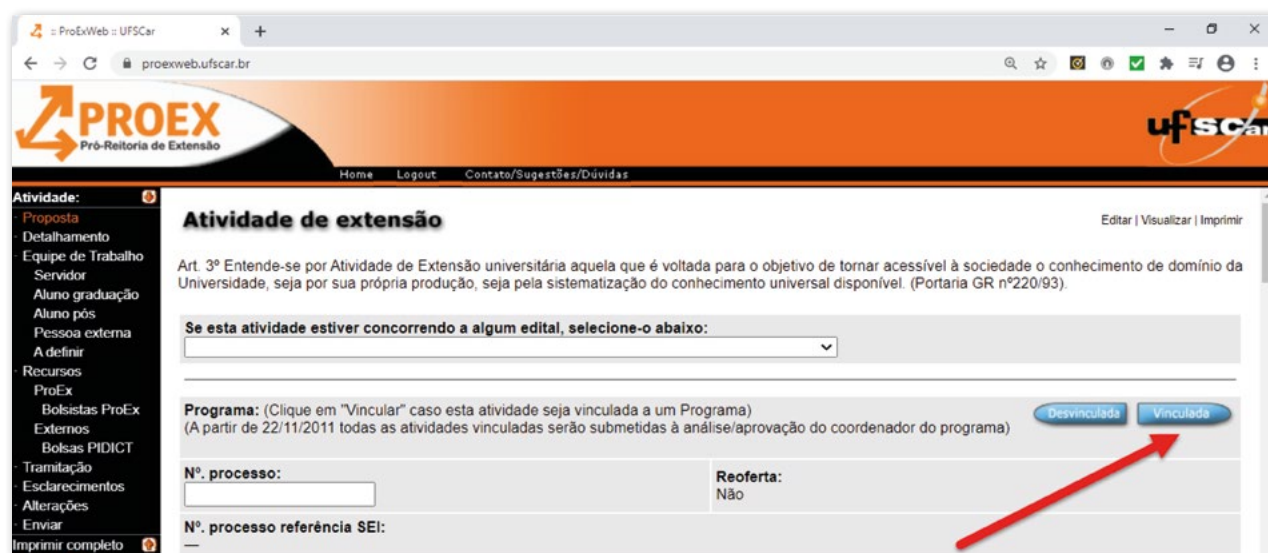 :: ProExWeb :: UFSCar
proexweb.ufscar.br
PROEX
Pró-Reitoria de Extensão
ufscar
Home Logout Contato/Sugestões/Dúvidas
Atividade:
· Proposta
· Detalhamento
· Equipe de Trabalho
Servidor
Aluno graduação
Aluno pós
Pessoa externa
A definir
· Recursos
ProEx
Bolsistas ProEx
Externos
Bolsas PIDICT
· Tramitação
· Esclarecimentos
· Alterações
· Enviar
Imprimir completo
Atividade de extensão
Editar | Visualizar | Imprimir
Art. 3º Entende-se por Atividade de Extensão universitária aquela que é voltada para o objetivo de tornar acessível à sociedade o conhecimento de domínio da
Universidade, seja por sua própria produção, seja pela sistematização do conhecimento universal disponível. (Portaria GR nº220/93).
Se esta atividade estiver concorrendo a algum edital, selecione-o abaixo:
Programa: (Clique em "Vincular" caso esta atividade seja vinculada a um Programa)
(A partir de 22/11/2011 todas as atividades vinculadas serão submetidas à análise/aprovação do coordenador do programa)
Desvinculada Vinculada
Nº. processo:
Reoferta:
Não
Nº. processo referência SEI:
—